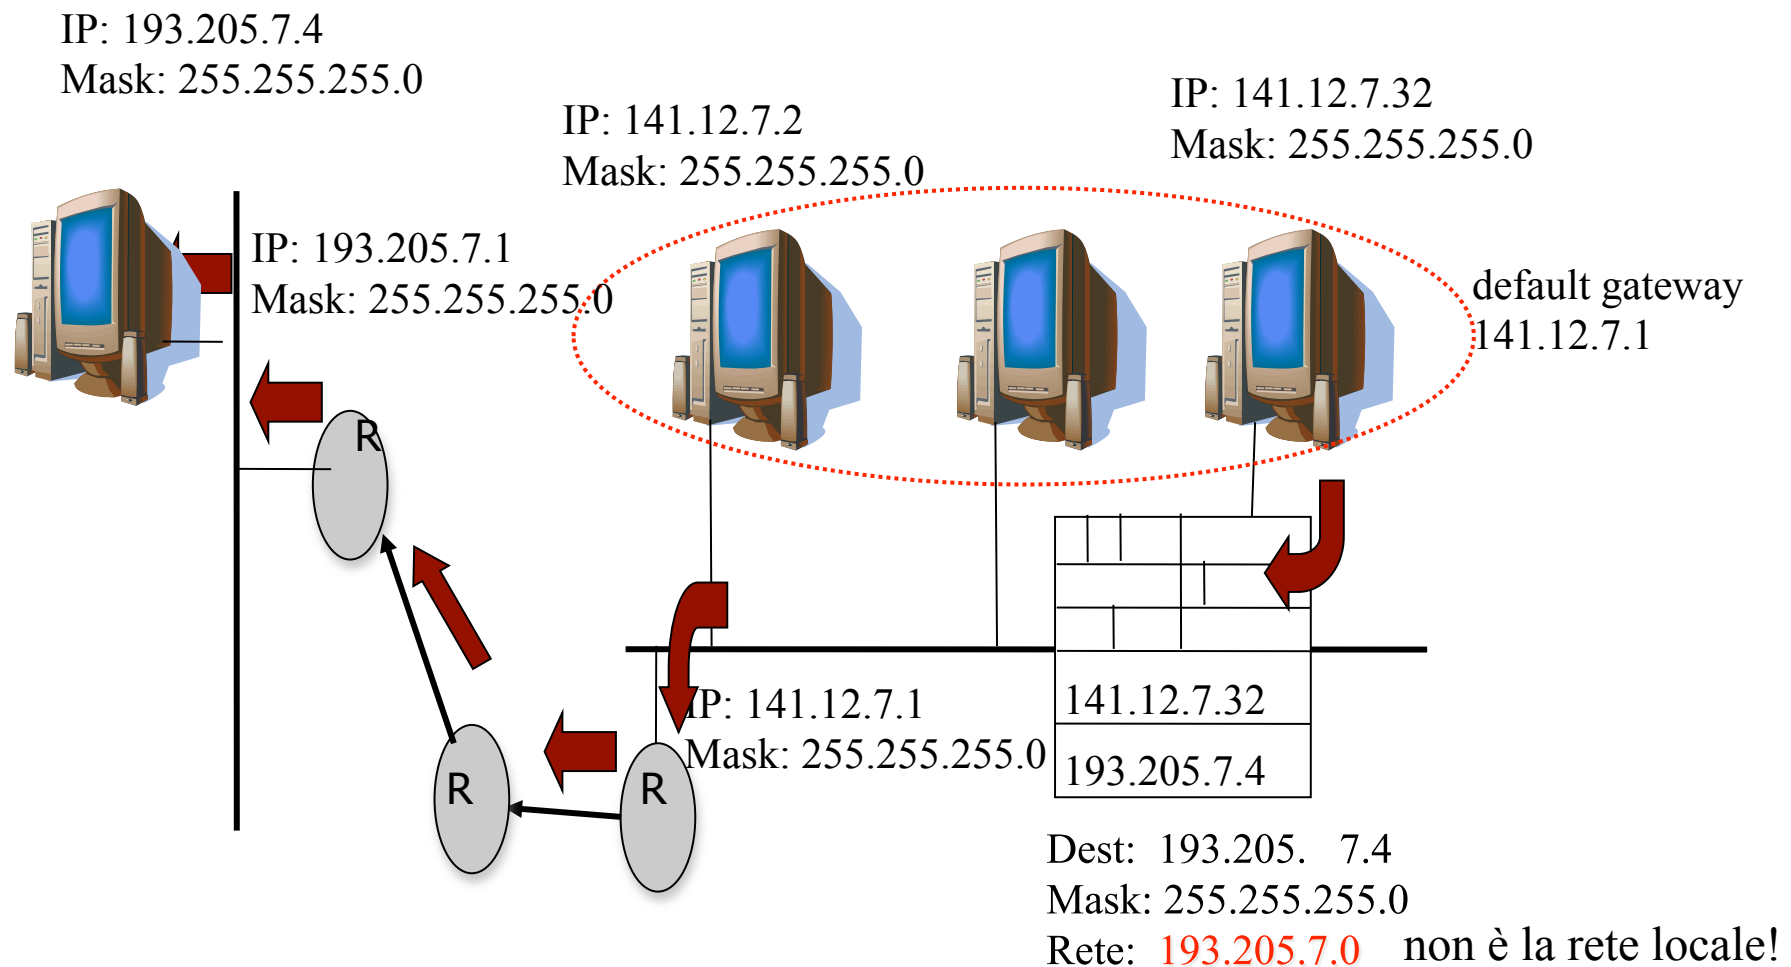 IP: 193.205.7.4
Mask: 255.255.255.0
IP: 141.12.7.2
Mask: 255.255.255.0
IP: 141.12.7.32
Mask: 255.255.255.0
IP: 193.205.7.1
Mask: 255.255.255.0
default gateway
141.12.7.1
R
IP: 141.12.7.1
Mask: 255.255.255.0
141.12.7.32
193.205.7.4
R
R
Dest: 193.205. 7.4
Mask: 255.255.255.0
Rete: 193.205.7.0 non è la rete locale!